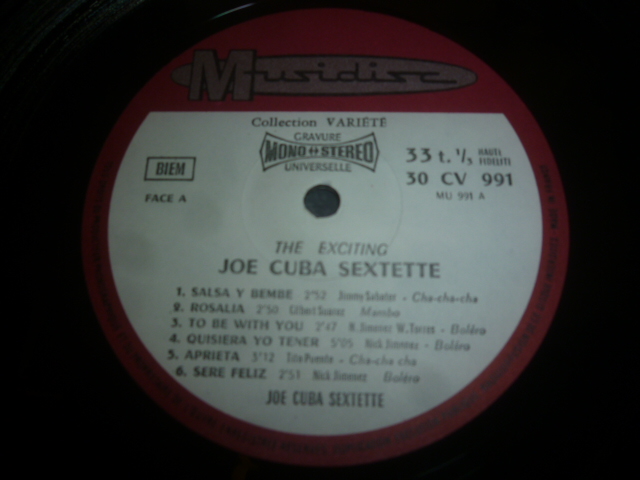 Musidisc
Collection VARIÉTÉ
GRAVURE
MONO ↔ STEREO
UNIVERSELLE
BIEM
FACE A
33 t. 1/3 HAUTE FIDELITE
30 CV 991
MU 991 A
THE EXCITING
JOE CUBA SEXTETTE
1. SALSA Y BEMBE 2'52 Jimmy Sabater - Cha-cha-cha
2. ROSALIA 2'50 Gilbert Suarez Mambo
3. TO BE WITH YOU 2'47 N. Jimenez W. Torres - Boléro
4. QUISIERA YO TENER 5'05 Nick Jimenez - Boléro
5. APRIETA 3'12 Tito Puente - Cha-cha cha
6. SERE FELIZ 2'51 Nick Jimenez Boléro
JOE CUBA SEXTETTE